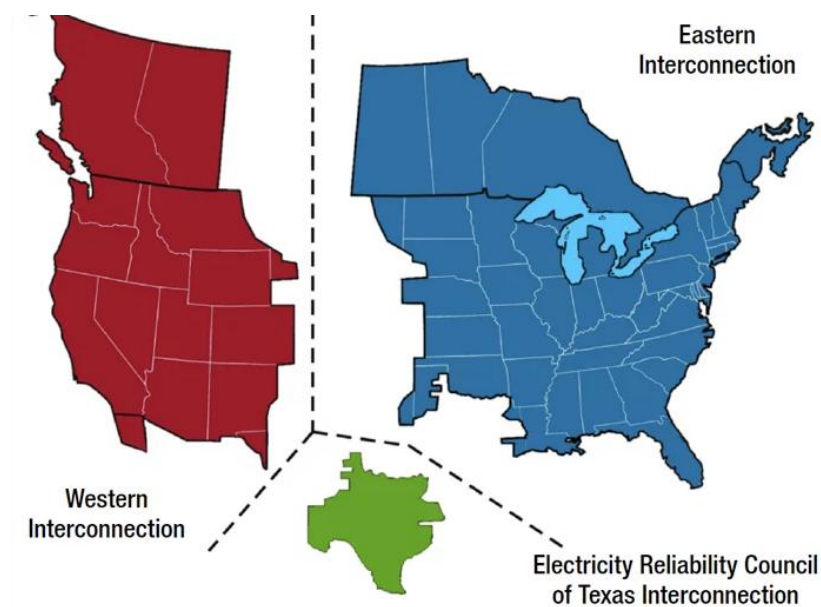 Eastern
Interconnection
Western
Interconnection
Electricity Reliability Council
of Texas Interconnection